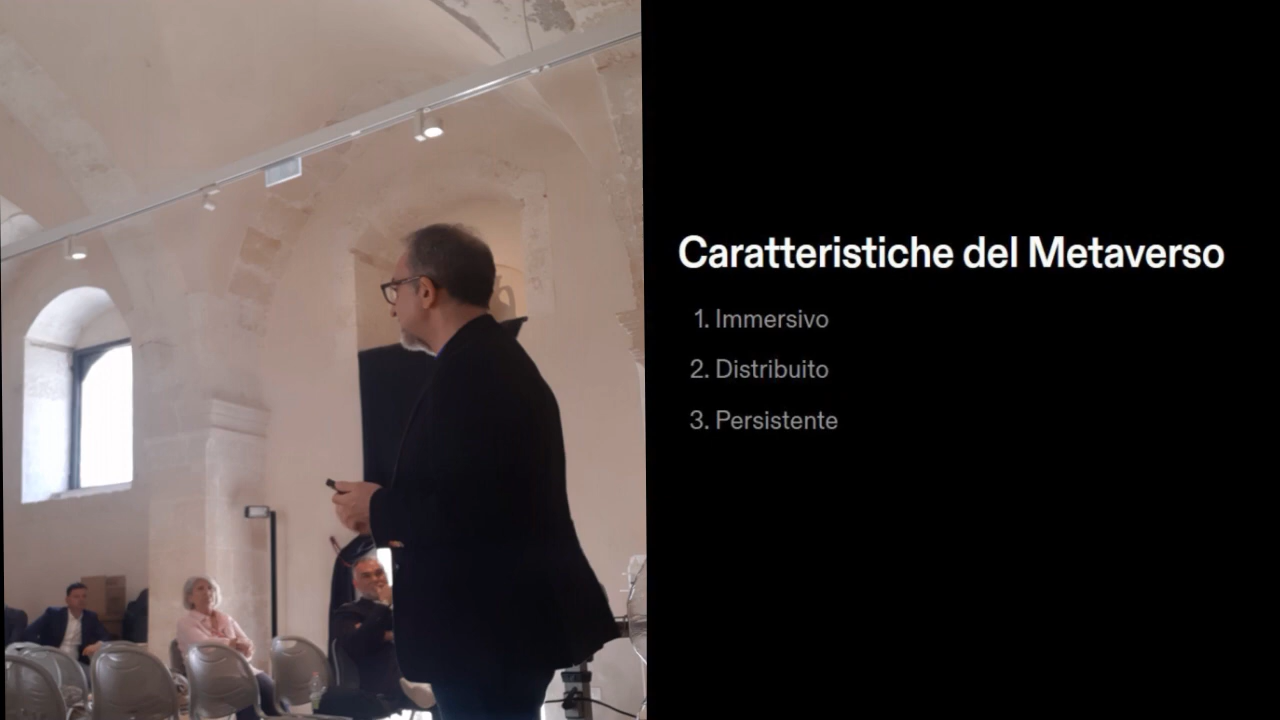 Caratteristiche del Metaverso
1. Immersivo
2. Distribuito
3. Persistente